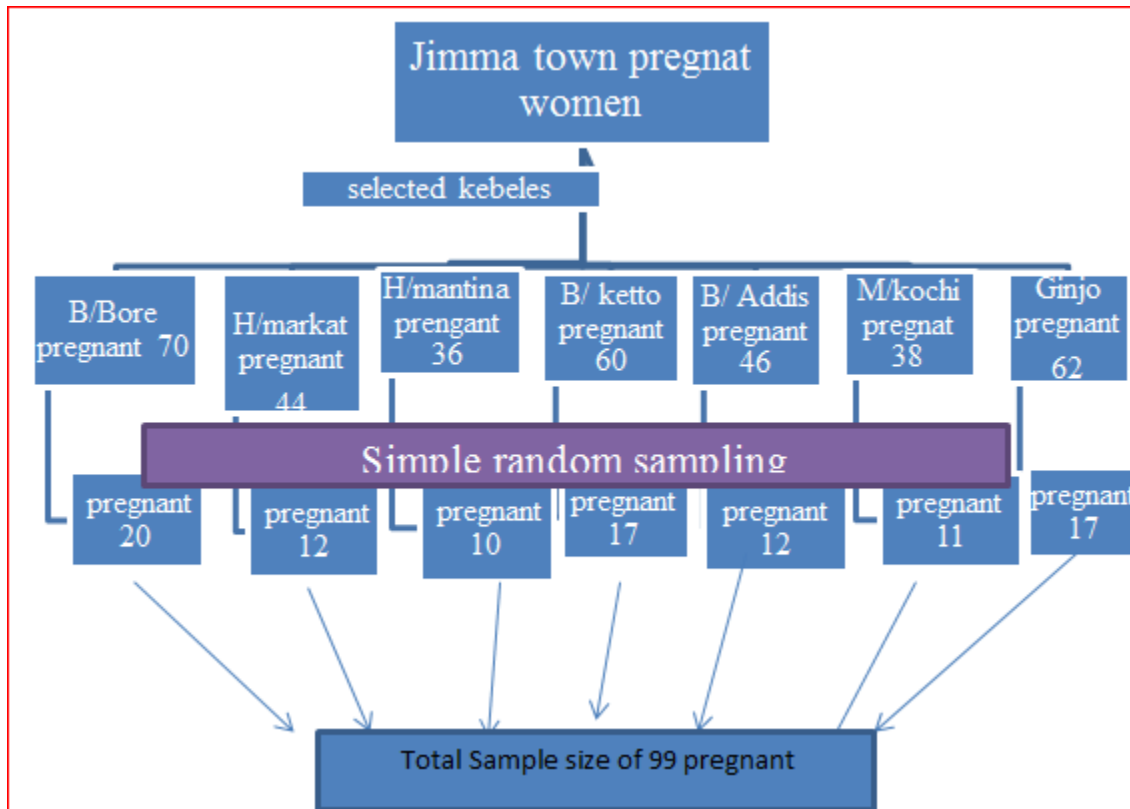 Jimma town pregnat
women
selected kebeles
B/Bore
pregnant 70
H/markat
pregnant
44
H/mantina
prengant
36
B/ ketto
pregnant
60
B/ Addis
pregnant
46
M/kochi
pregnat
38
Ginjo
pregnant
62
Simple random sampling
pregnant
20
pregnant
12
pregnant
10
pregnant
17
pregnant
12
pregnant
11
pregnant
17
Total Sample size of 99 pregnant